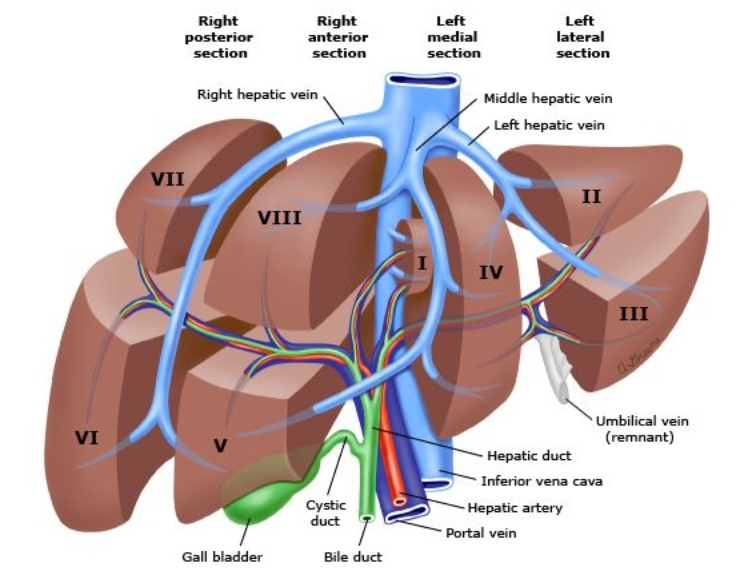 Right
posterior
section
Right
anterior
section
Left
medial
section
Left
lateral
section
Right hepatic vein
Middle hepatic vein
Left hepatic vein
VII
VIII
II
I
IV
III
VI
V
Umbilical vein
(remnant)
Hepatic duct
Inferior vena cava
Cystic
duct
Hepatic artery
Portal vein
Gall bladder
Bile duct